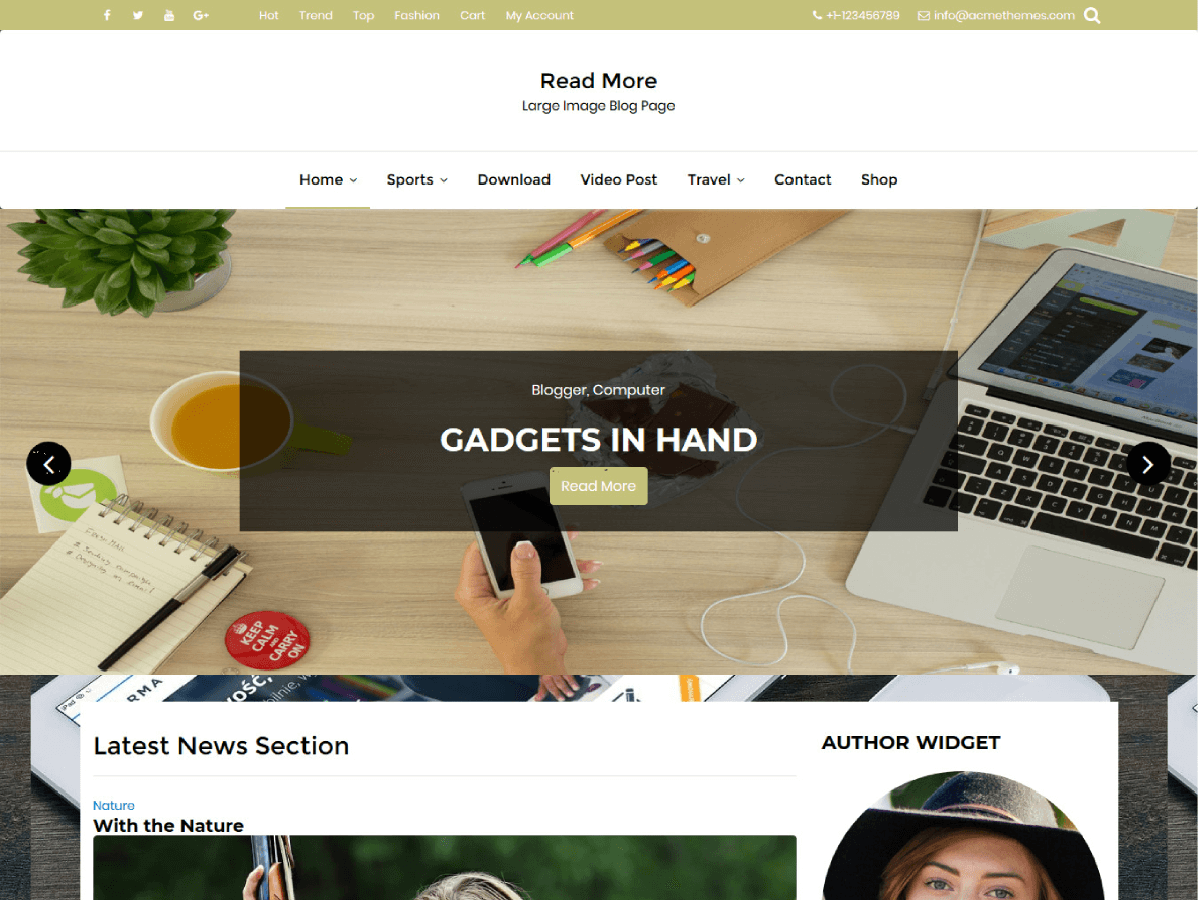 Hot Trend Top Fashion Cart My Account +1-123456789 info@acmethemes.com
Read More
Large Image Blog Page
Home Sports Download Video Post Travel Contact Shop
Blogger, Computer
GADGETS IN HAND
Read More
KEEP
CALM
AND
CARRY
ON
iPad
RMA
Latest News Section
AUTHOR WIDGET
Nature
With the Nature